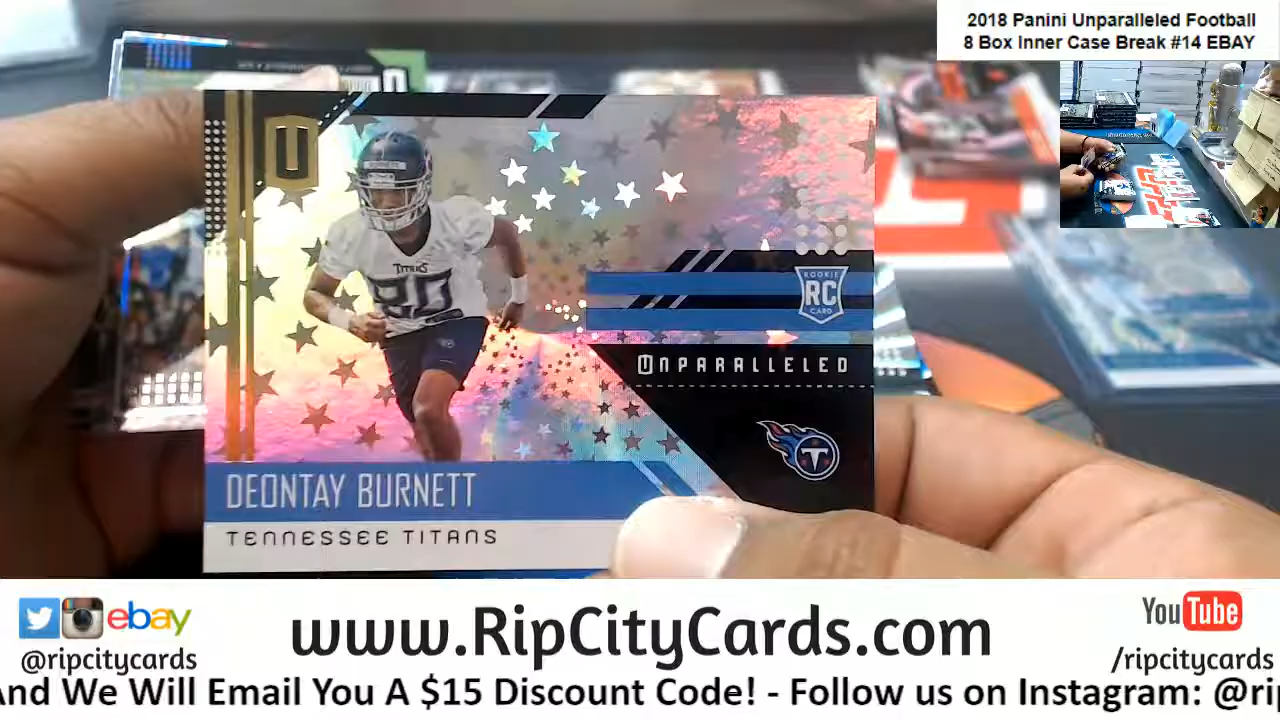 2018 Panini Unparalleled Football
8 Box Inner Case Break #14 EBAY
U
TITANS
80
ROOKIE
RC
CARD
UNPARALLELED
T
DEONTAY BURNETT
TENNESSEE TITANS
ebay
@ripcitycards
www.RipCityCards.com
YouTube
/ripcitycards
And We Will Email You A $15 Discount Code! - Follow us on Instagram: @rip